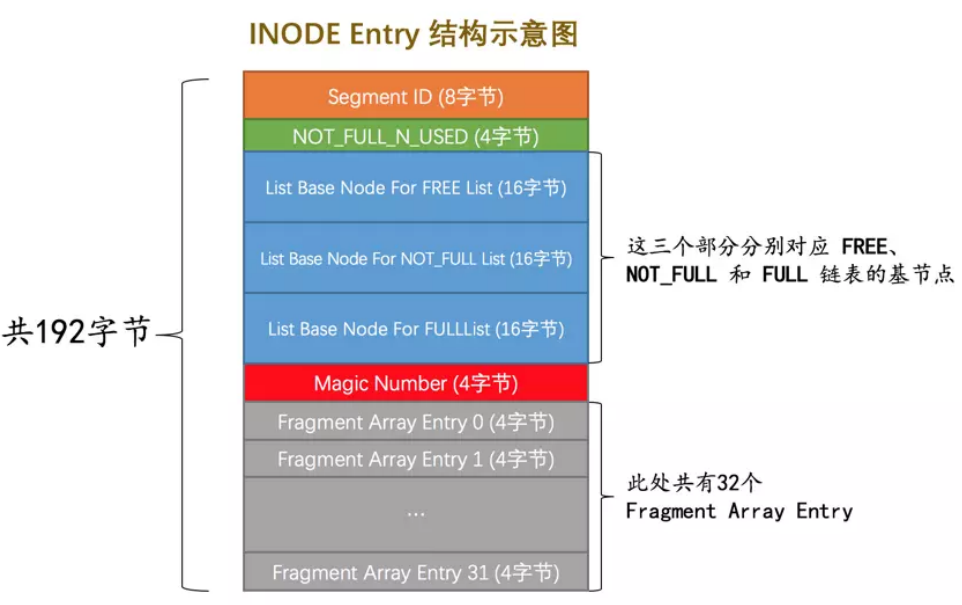 INODE Entry 结构示意图
Segment ID (8字节)
NOT_FULL_N_USED (4字节)
List Base Node For FREE List (16字节)
List Base Node For NOT_FULL List (16字节)
List Base Node For FULLList (16字节)
这三个部分分别对应 FREE、
NOT_FULL 和 FULL 链表的基节点
共192字节
Magic Number (4字节)
Fragment Array Entry 0 (4字节)
Fragment Array Entry 1 (4字节)
...
Fragment Array Entry 31 (4字节)
此处共有32个
Fragment Array Entry